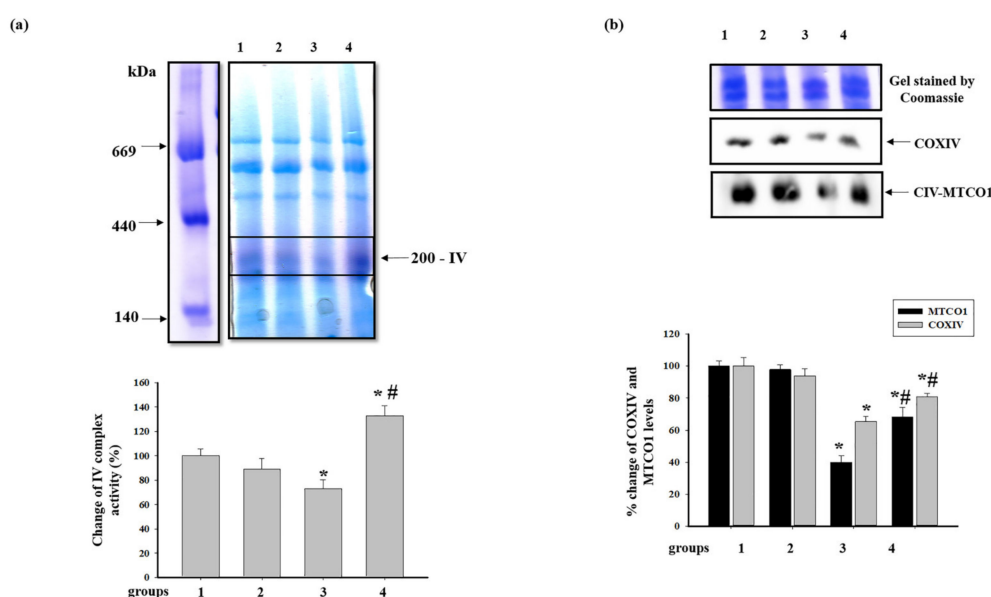 (a)
1 2 3 4
kDa
669
440
140
200 - IV
Change of IV complex
activity (%)
160
140
120
100
80
60
40
20
0
*
* #
groups 1 2 3 4
(b)
1 2 3 4
Gel stained by
Coomassie
COXIV
CIV-MTCO1
MTCO1
COXIV
% change of COXIV and
MTCO1 levels
120
100
80
60
40
20
0
*
*
*#
*#
groups 1 2 3 4